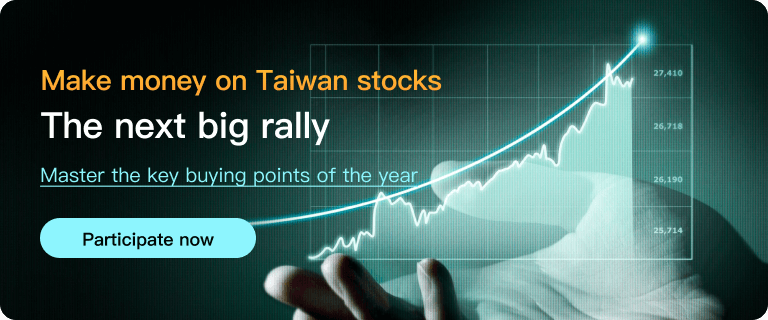 Make money on Taiwan stocks
The next big rally
Master the key buying points of the year
Participate now
27,410
26,718
26,190
25,714